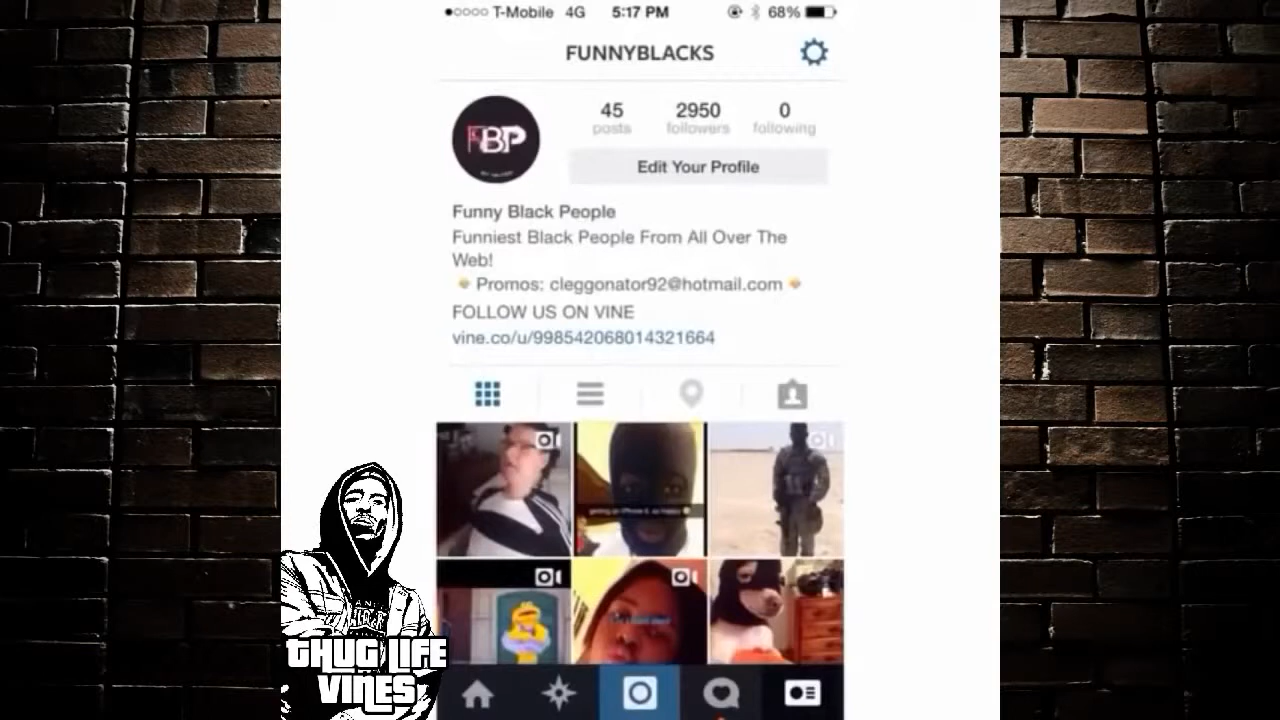 T-Mobile 4G 5:17 PM 68%
FUNNYBLACKS
45 2950 0
posts followers following
FBP
Edit Your Profile
Funny Black People
Funniest Black People From All Over The
Web!
Promos: cleggonator92@hotmail.com
FOLLOW US ON VINE
vine.co/u/998542068014321664
THUG LIFE
VINES